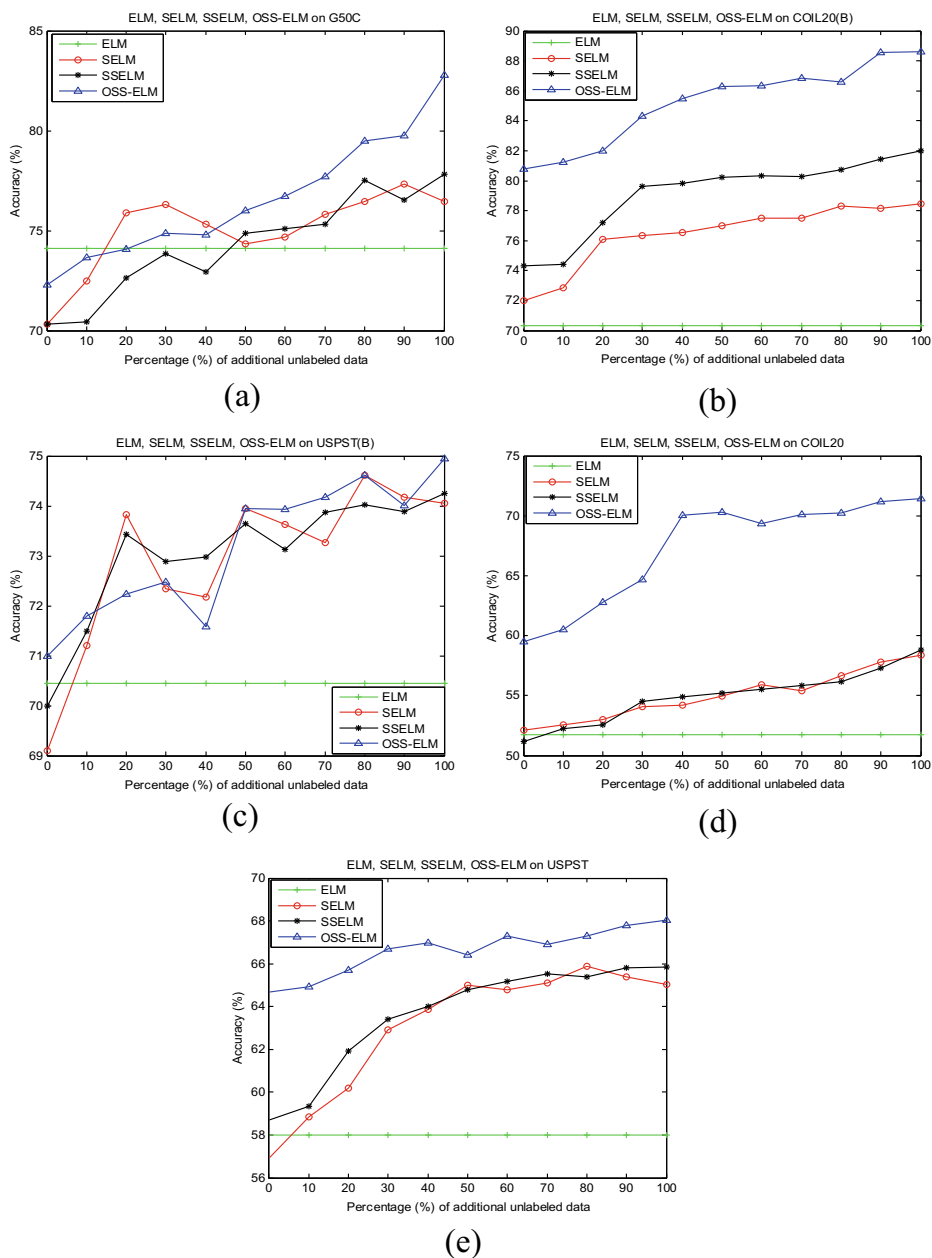 ELM, SELM, SSELM, OSS-ELM on G50C
ELM
SELM
SSELM
OSS-ELM
85
80
75
70
Accuracy (%)
0 10 20 30 40 50 60 70 80 90 100
Percentage (%) of additional unlabeled data
(a)
ELM, SELM, SSELM, OSS-ELM on COIL20(B)
ELM
SELM
SSELM
OSS-ELM
90
88
86
84
82
80
78
76
74
72
70
Accuracy (%)
0 10 20 30 40 50 60 70 80 90 100
Percentage (%) of additional unlabeled data
(b)
ELM, SELM, SSELM, OSS-ELM on USPST(B)
75
74
73
72
71
70
69
Accuracy (%)
ELM
SELM
SSELM
OSS-ELM
0 10 20 30 40 50 60 70 80 90 100
Percentage (%) of additional unlabeled data
(c)
ELM, SELM, SSELM, OSS-ELM on COIL20
ELM
SELM
SSELM
OSS-ELM
75
70
65
60
55
50
Accuracy (%)
0 10 20 30 40 50 60 70 80 90 100
Percentage (%) of additional unlabeled data
(d)
ELM, SELM, SSELM, OSS-ELM on USPST
ELM
SELM
SSELM
OSS-ELM
70
68
66
64
62
60
58
56
Accuracy (%)
0 10 20 30 40 50 60 70 80 90 100
Percentage (%) of additional unlabeled data
(e)